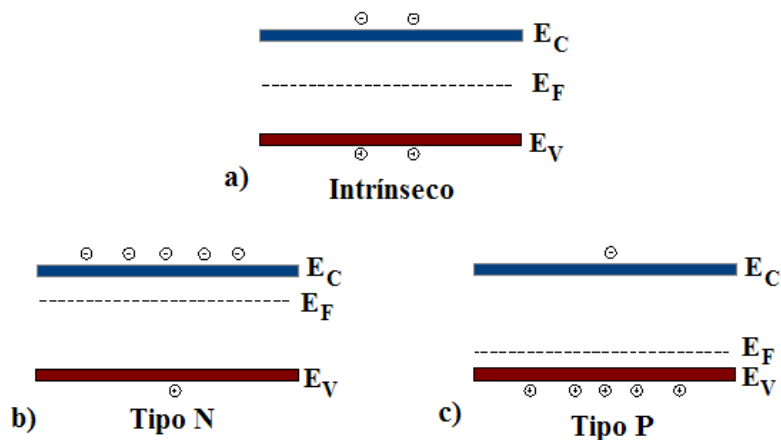 E_C
E_F
E_V
a)
Intrínseco
E_C
E_F
E_V
b)
Tipo N
E_C
E_F
E_V
c)
Tipo P